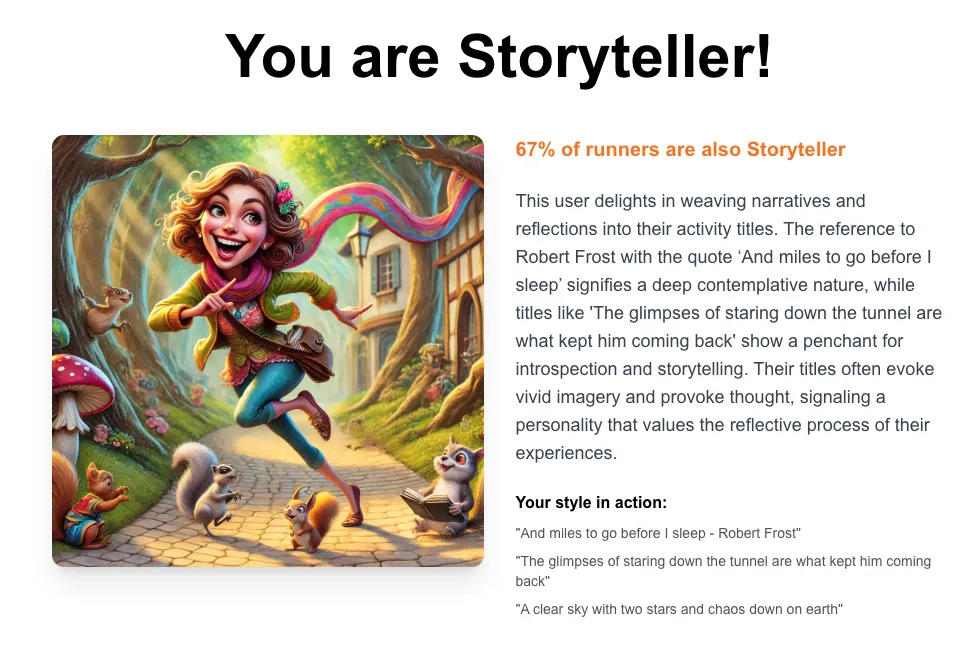 You are Storyteller!
67% of runners are also Storyteller
This user delights in weaving narratives and
reflections into their activity titles. The reference to
Robert Frost with the quote ‘And miles to go before I
sleep’ signifies a deep contemplative nature, while
titles like 'The glimpses of staring down the tunnel are
what kept him coming back' show a penchant for
introspection and storytelling. Their titles often evoke
vivid imagery and provoke thought, signaling a
personality that values the reflective process of their
experiences.
Your style in action:
"And miles to go before I sleep - Robert Frost"
"The glimpses of staring down the tunnel are what kept him coming
back"
"A clear sky with two stars and chaos down on earth"